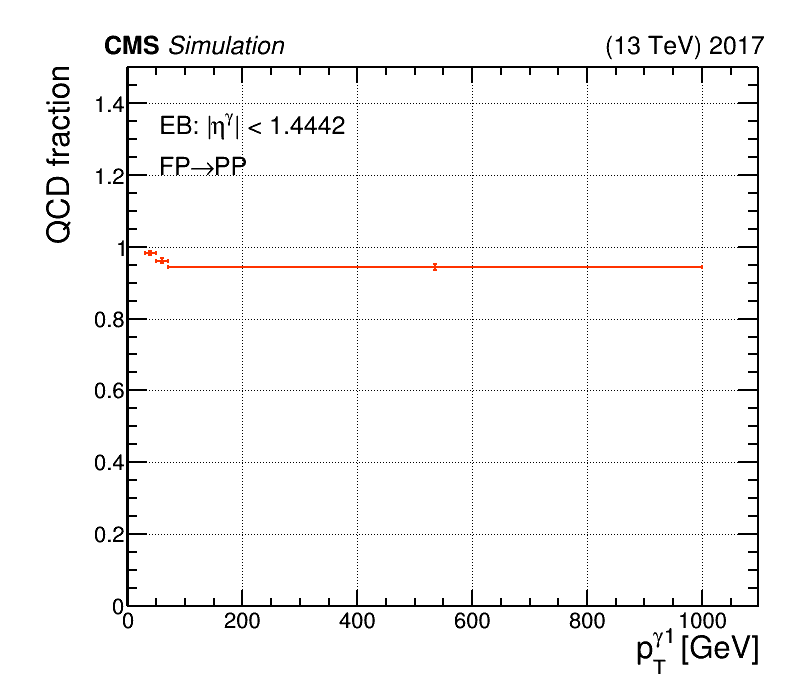 CMS Simulation (13 TeV) 2017
QCD fraction
EB: |η^γ| < 1.4442
FP→PP
1.4
1.2
1
0.8
0.6
0.4
0.2
0
0 200 400 600 800 1000
p_T^γ1 [GeV]